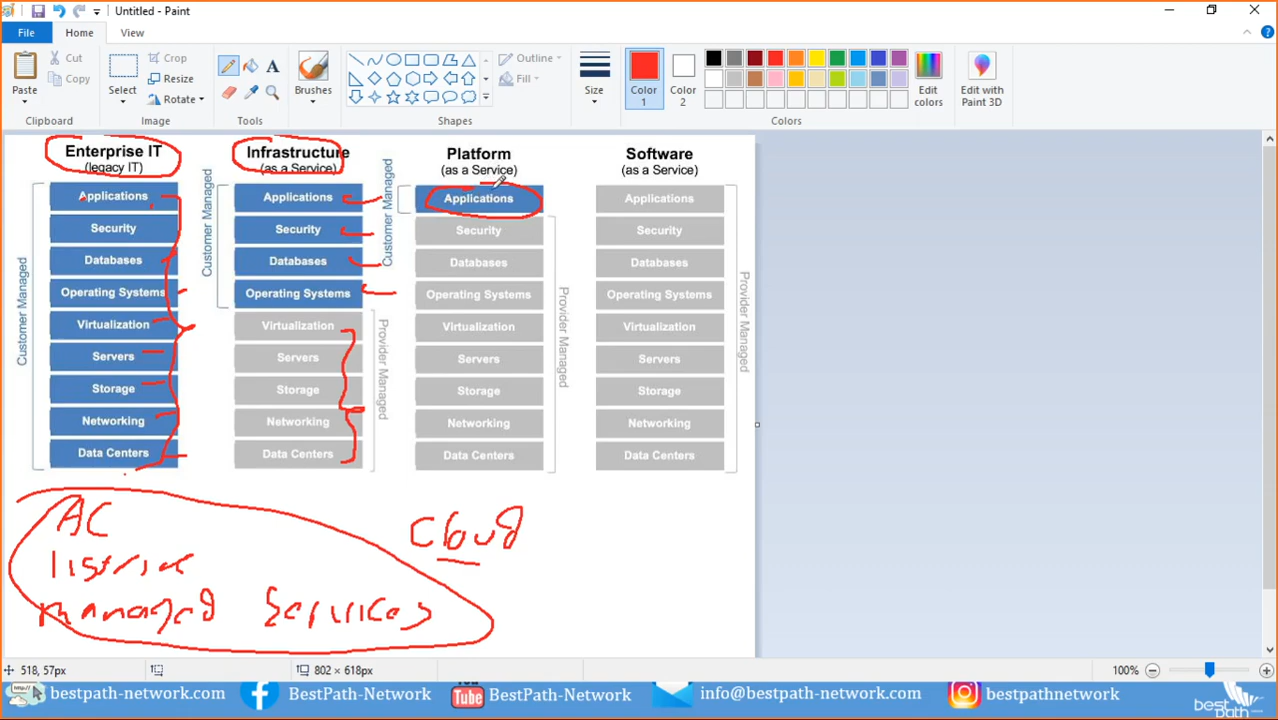 Untitled - Paint
File Home View
Paste
Cut
Copy
Clipboard
Select
Crop
Resize
Rotate
Image
A
Tools
Brushes
Shapes
Outline
Fill
Size
Color 1
Color 2
Edit colors
Colors
Edit with Paint 3D
Enterprise IT
(legacy IT)
Customer Managed
Applications
Security
Databases
Operating Systems
Virtualization
Servers
Storage
Networking
Data Centers
Infrastructure
(as a Service)
Customer Managed
Applications
Security
Databases
Operating Systems
Virtualization
Servers
Storage
Networking
Data Centers
Provider Managed
Platform
(as a Service)
Customer Managed
Applications
Security
Databases
Operating Systems
Virtualization
Servers
Storage
Networking
Data Centers
Provider Managed
Software
(as a Service)
Applications
Security
Databases
Operating Systems
Virtualization
Servers
Storage
Networking
Data Centers
Provider Managed
AC
managed Services
Cloud
518, 57px
802 × 618px
100%
http://
bestpath-network.com
BestPath-Network
You Tube
BestPath-Network
info@bestpath-network.com
bestpathnetwork
best path